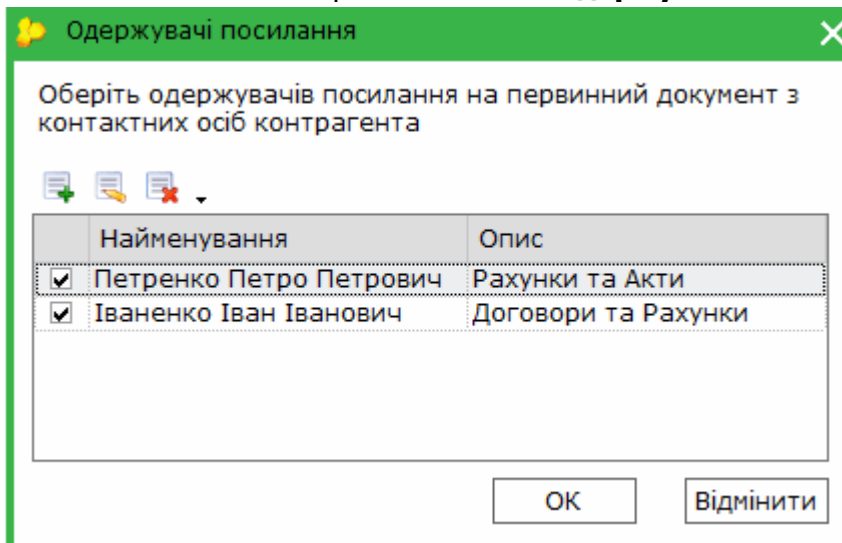 Одержувачі посилання
Оберіть одержувачів посилання на первинний документ з
контактних осіб контрагента
Найменування Опис
Петренко Петро Петрович Рахунки та Акти
Іваненко Іван Іванович Договори та Рахунки
ОК Відмінити